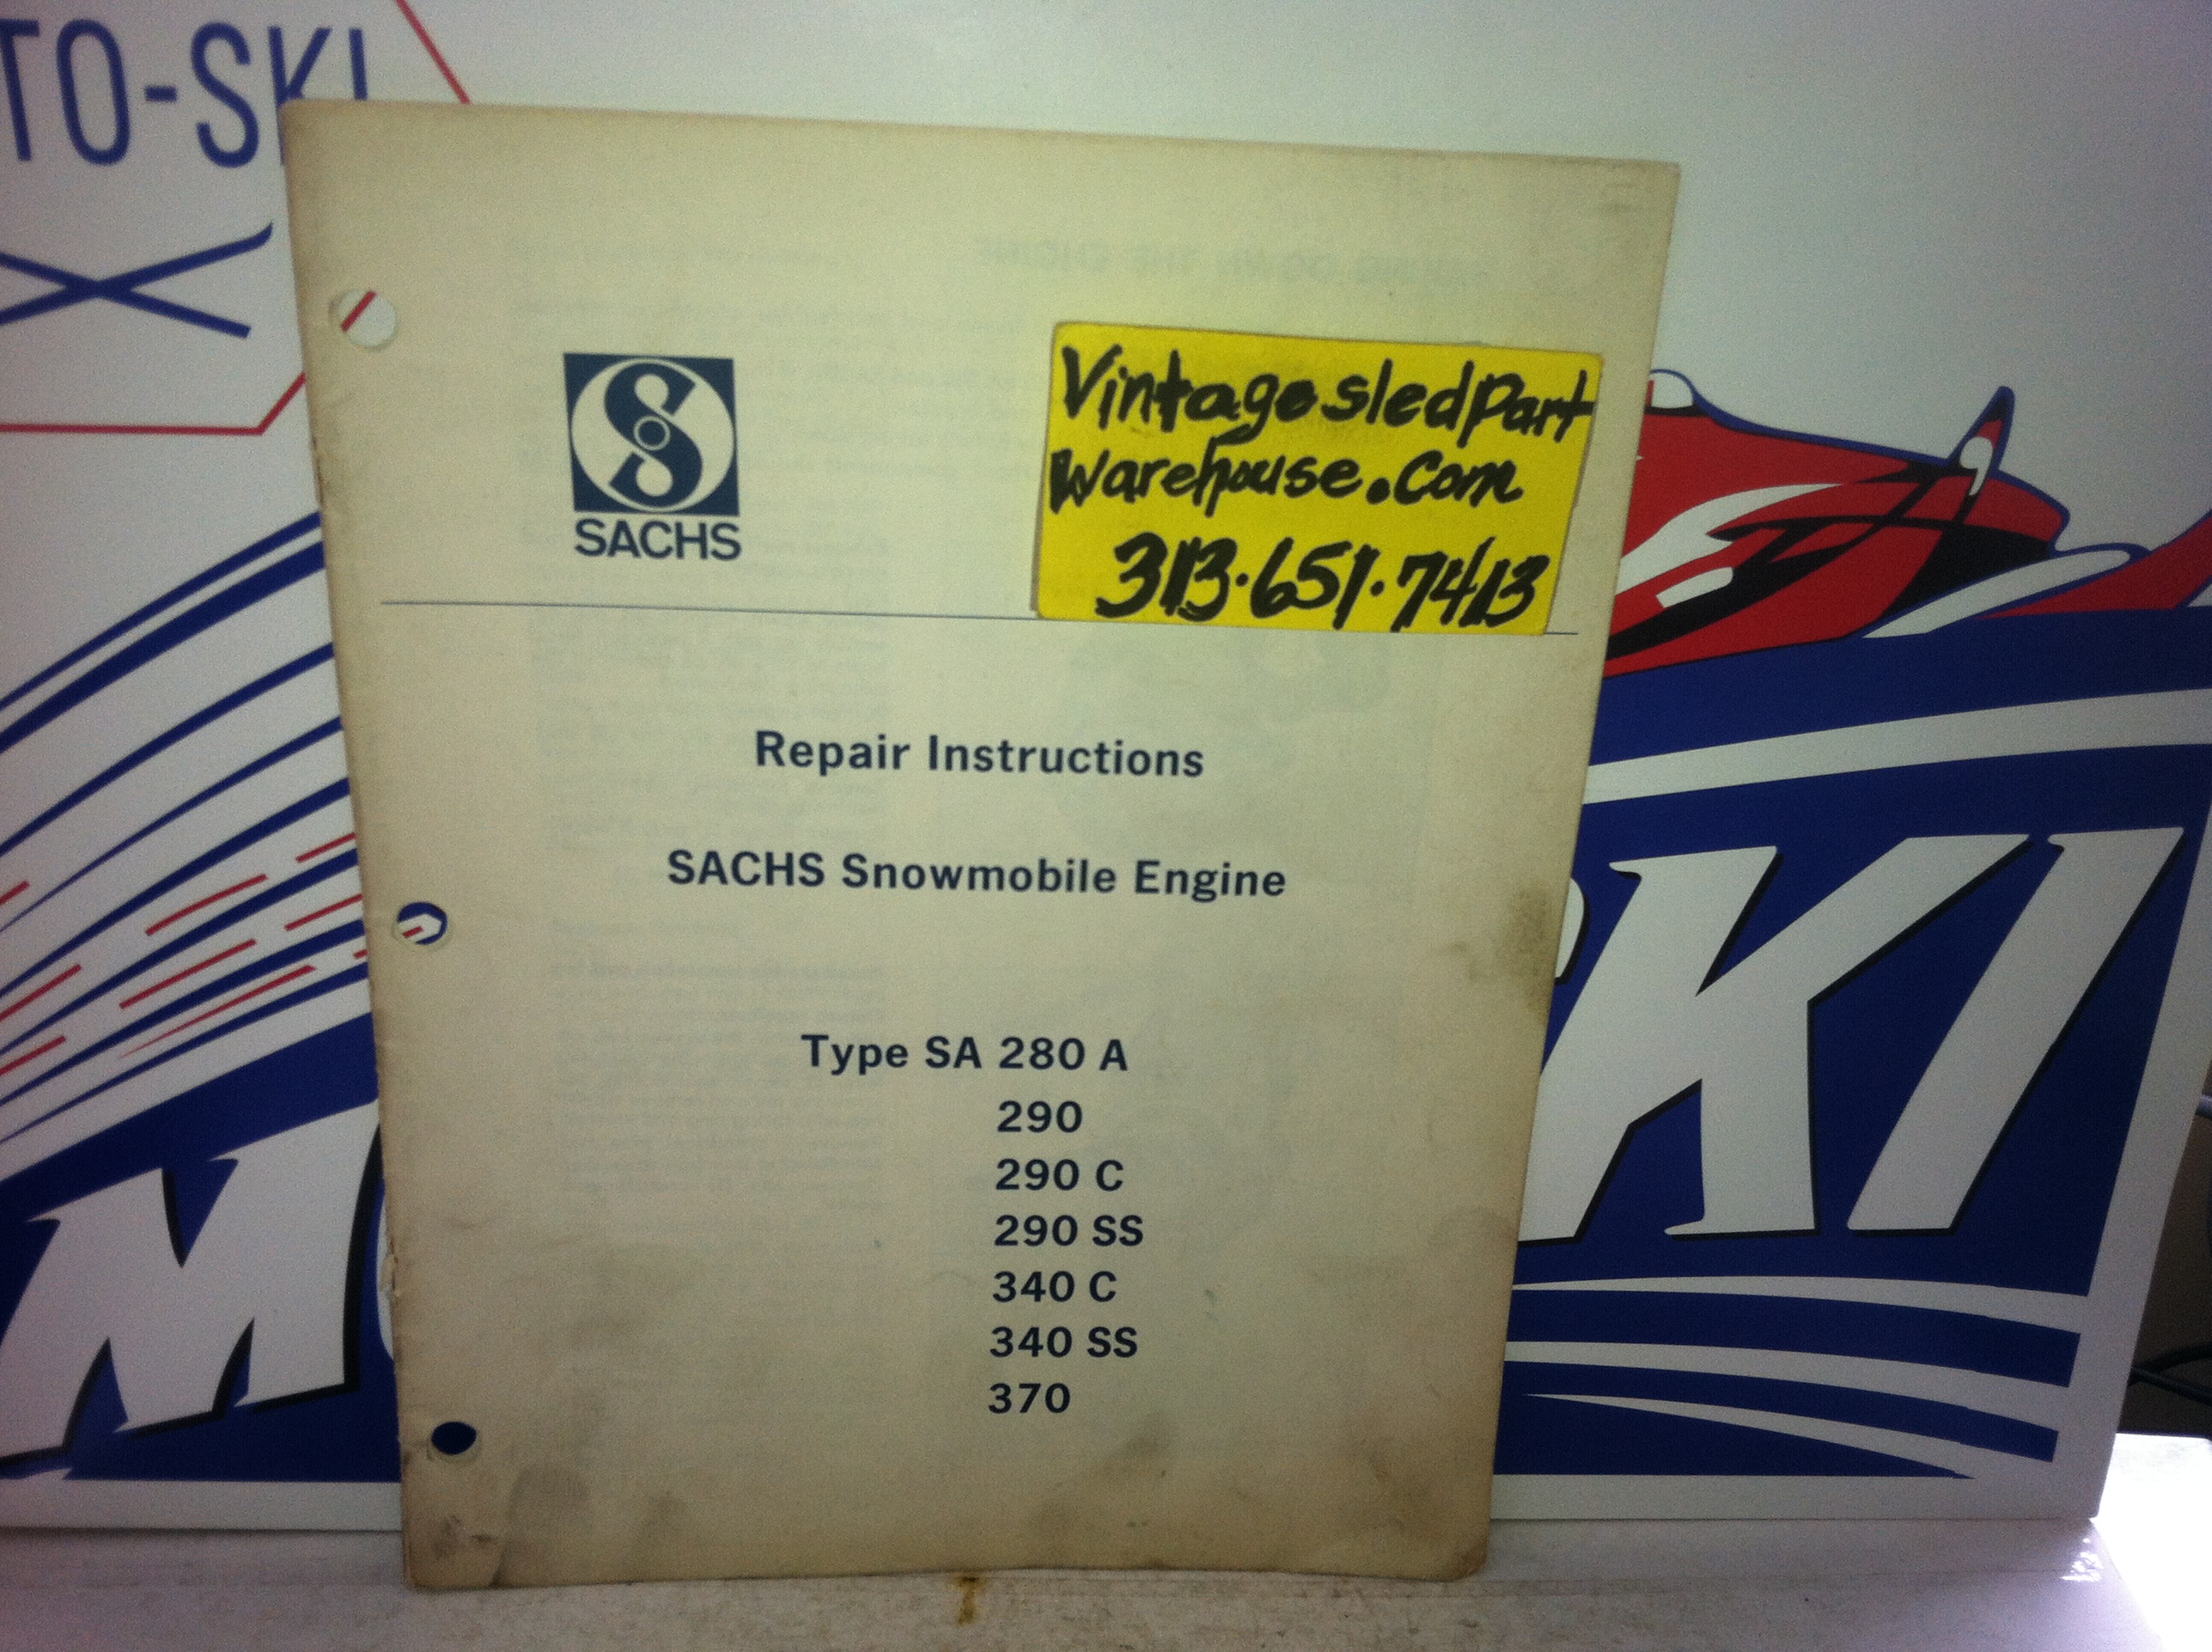 TO-SKI
SACHS
Vintagesledpart
warehouse.com
313.651.7413
Repair Instructions
SACHS Snowmobile Engine
Type SA 280 A
290
290 C
290 SS
340 C
340 SS
370
M
KI